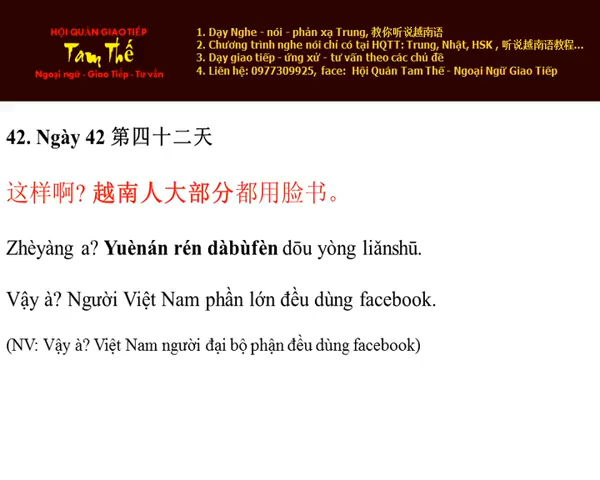 HỘI QUÁN GIAO TIẾP
Tam Thế
Ngoại ngữ - Giao Tiếp - Tư vấn
1. Dạy Nghe - nói - phản xạ Trung, 教你听说越南语
2. Chương trình nghe nói chỉ có tại HQTT: Trung, Nhật, HSK , 听说越南语教程...
3. Dạy giao tiếp - ứng xử - tư vấn theo các chủ đề
4. Liên hệ: 0977309925, face: Hội Quán Tam Thế - Ngoại Ngữ Giao Tiếp
42. Ngày 42 第四十二天
这样啊? 越南人大部分都用脸书。
Zhèyàng a? Yuènán rén dàbùfèn dōu yòng liǎnshū.
Vậy à? Người Việt Nam phần lớn đều dùng facebook.
(NV: Vậy à? Việt Nam người đại bộ phận đều dùng facebook)